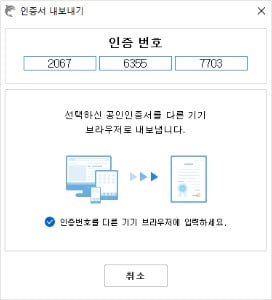 인증서 내보내기
인증 번호
2067 6355 7703
선택하신 공인인증서를 다른 기기
브라우저로 내보냅니다.
인증번호를 다른 기기 브라우저에 입력하세요.
취소